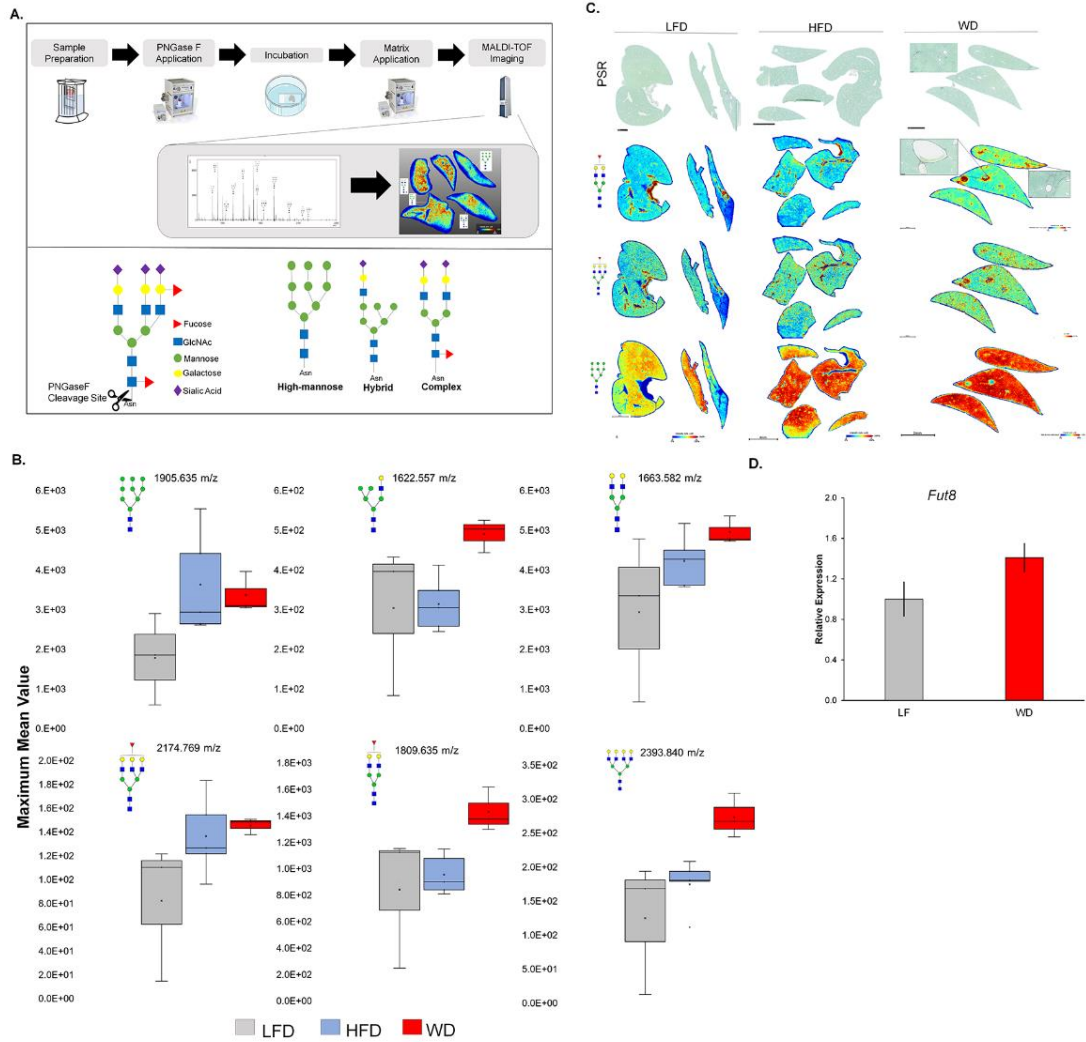 A.
Sample
Preparation
PNGase F
Application
Incubation
Matrix
Application
MALDI-TOF
Imaging
Fucose
GlcNAc
Mannose
Galactose
Sialic Acid
PNGaseF
Cleavage Site
Asn
Asn
High-mannose
Asn
Hybrid
Asn
Complex
B.
Maximum Mean Value
1905.635 m/z
6.E+03
5.E+03
4.E+03
3.E+03
2.E+03
1.E+03
0.E+00
1622.557 m/z
6.E+02
5.E+02
4.E+02
3.E+02
2.E+02
1.E+02
0.E+00
1663.582 m/z
6.E+03
5.E+03
4.E+03
3.E+03
2.E+03
1.E+03
0.E+00
2174.769 m/z
2.0E+02
1.8E+02
1.6E+02
1.4E+02
1.2E+02
1.0E+02
8.0E+01
6.0E+01
4.0E+01
2.0E+01
0.0E+00
1809.635 m/z
1.8E+03
1.6E+03
1.4E+03
1.2E+03
1.0E+03
8.0E+02
6.0E+02
4.0E+02
2.0E+02
0.0E+00
2393.840 m/z
3.5E+02
3.0E+02
2.5E+02
2.0E+02
1.5E+02
1.0E+02
5.0E+01
0.0E+00
LFD
HFD
WD
C.
LFD
HFD
WD
PSR
D.
Fut8
Relative Expression
2.0
1.6
1.2
0.8
0.4
0.0
LF
WD